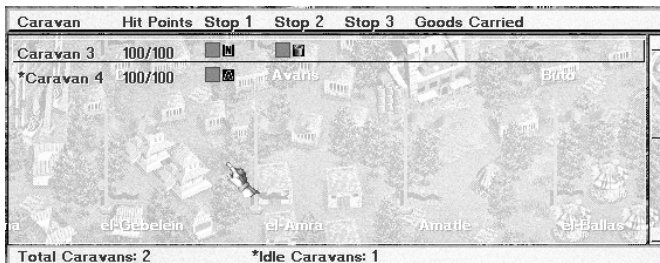 Caravan Hit Points Stop 1 Stop 2 Stop 3 Goods Carried
Caravan 3 100/100
*Caravan 4 100/100
Avaris Buto
el-Gebelein el-Amra Amatle el-Ballas
Total Caravans: 2 *Idle Caravans: 1